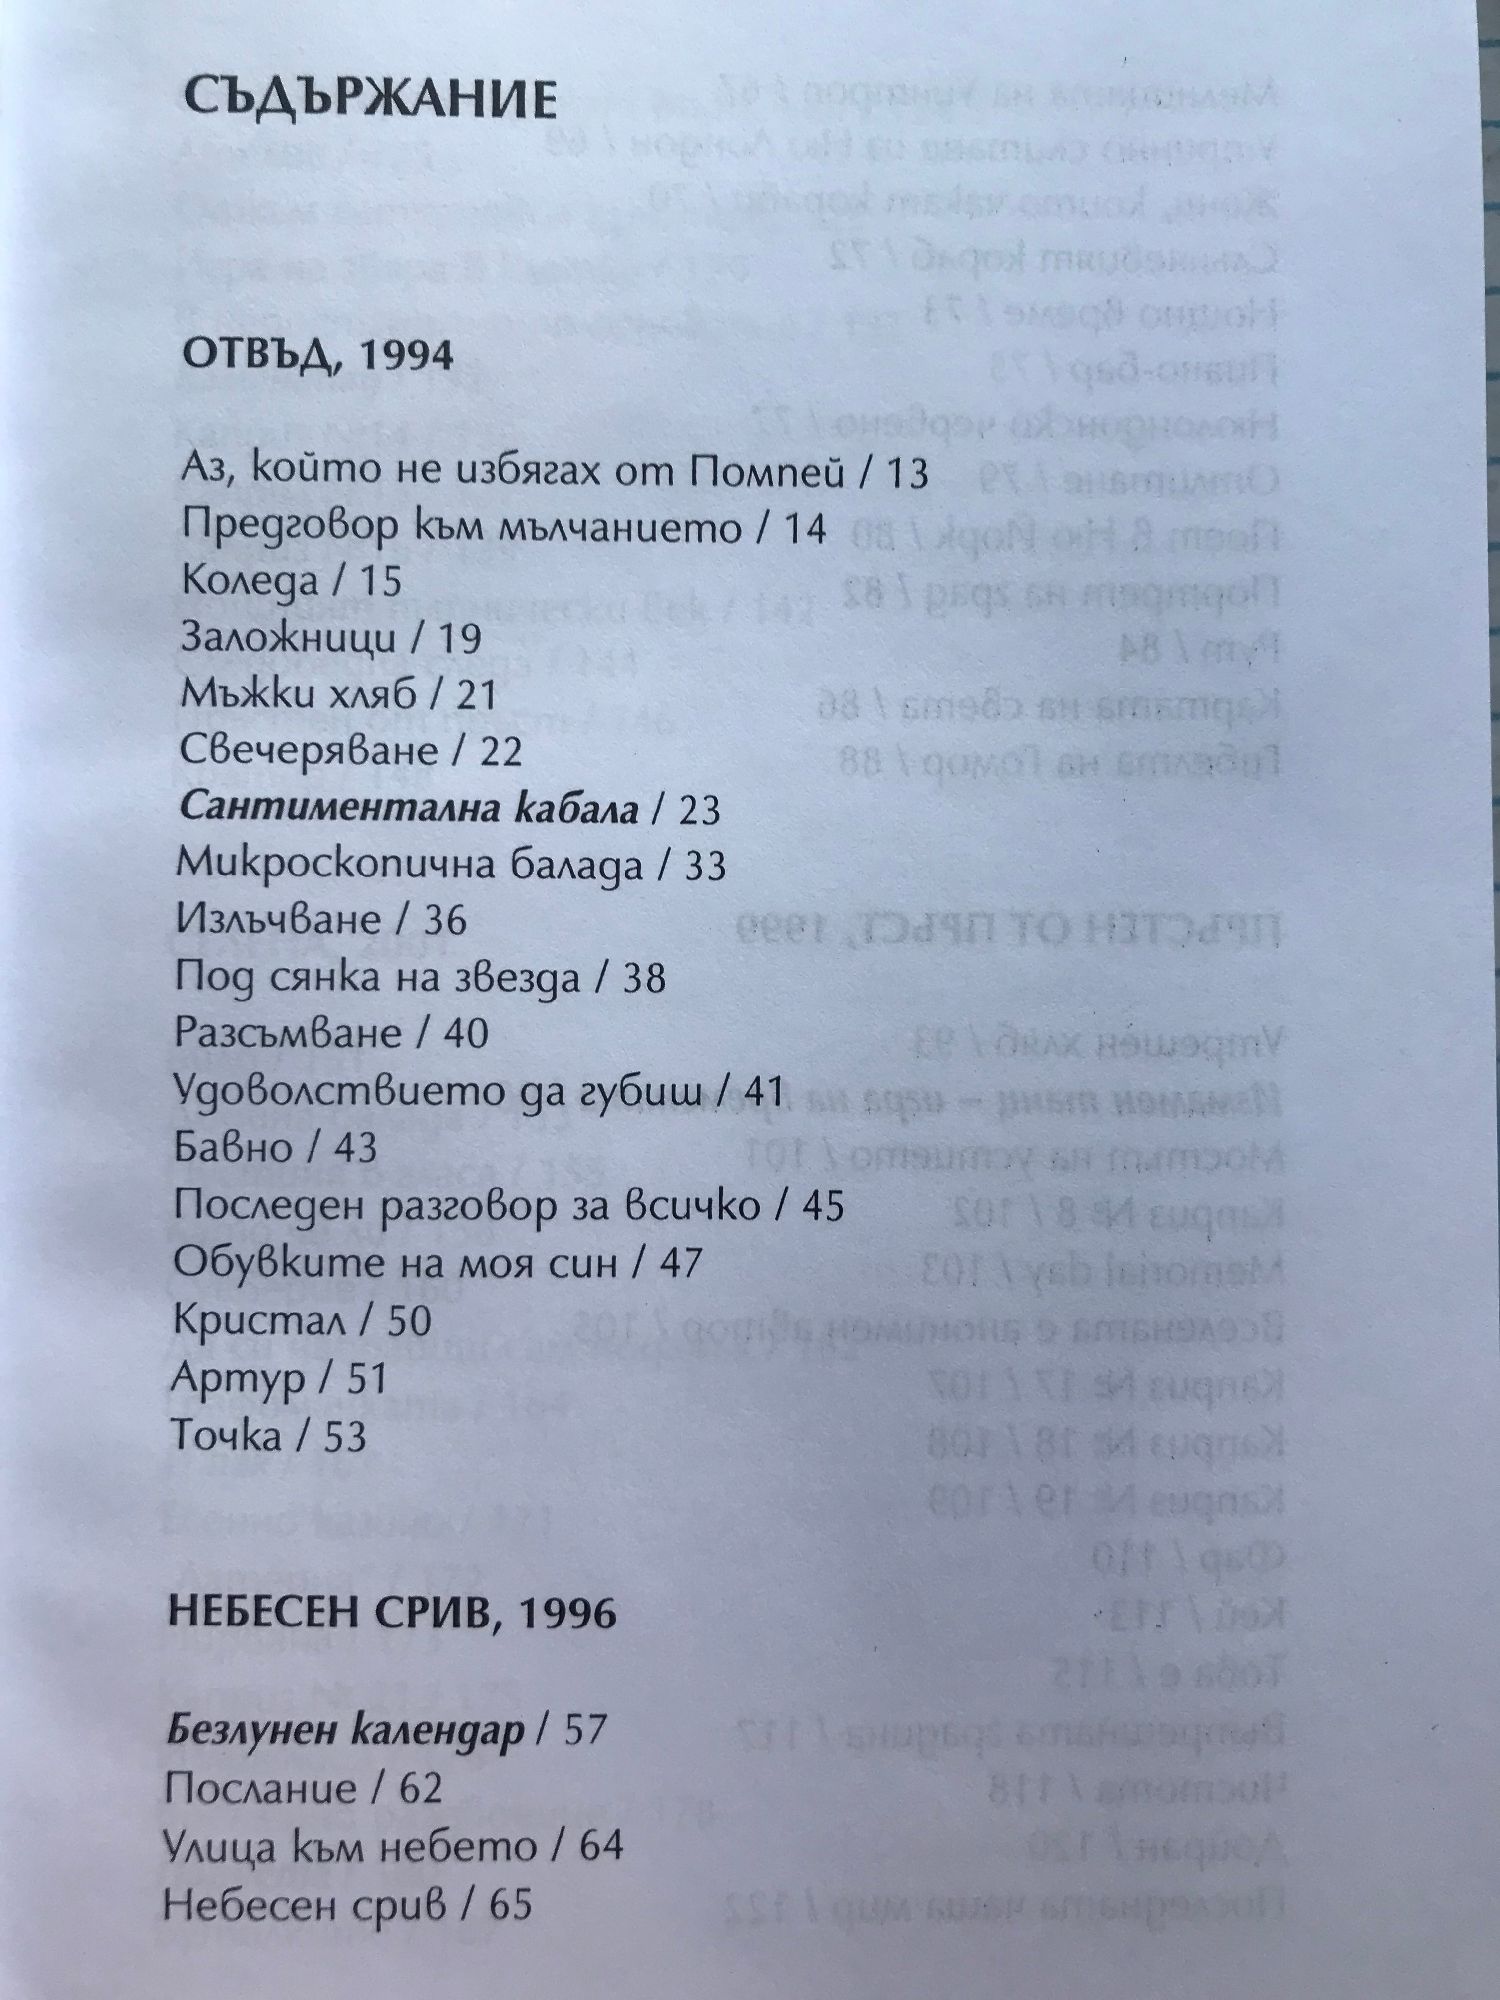 СЪДЪРЖАНИЕ
ОТВЪД, 1994
Аз, който не избягах от Помпей / 13
Предговор към мълчанието / 14
Коледа / 15
Заложници / 19
Мъжки хляб / 21
Свечеряване / 22
Сантиментална кабала / 23
Микроскопична балада / 33
Излъчване / 36
Под сянка на звезда / 38
Разсъмване / 40
Удоволствието да губиш / 41
Бавно / 43
Последен разговор за всичко / 45
Обувките на моя син / 47
Кристал / 50
Артур / 51
Точка / 53
НЕБЕСЕН СРИВ, 1996
Безлунен календар / 57
Послание / 62
Улица към небето / 64
Небесен срив / 65